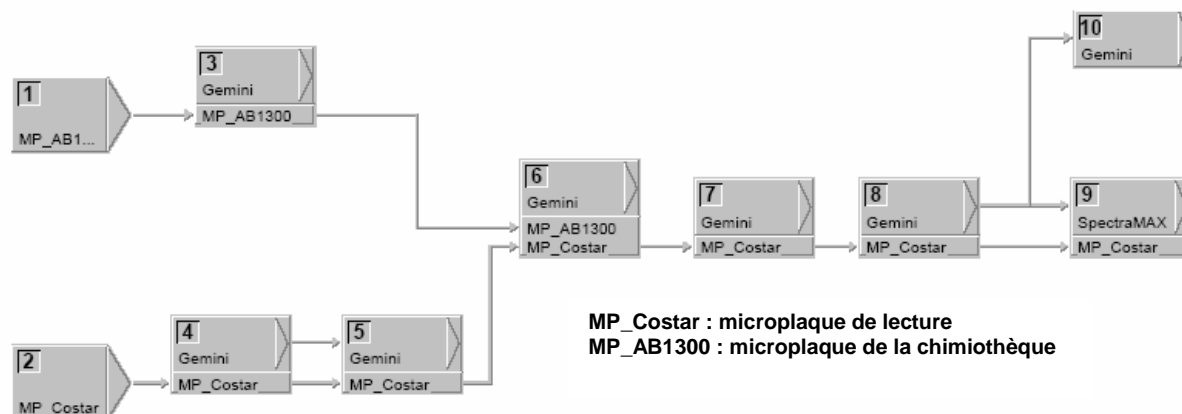 10
Gemini
3
Gemini
MP_AB1300
1
MP_AB1...
6
Gemini
MP_AB1300
MP_Costar
7
Gemini
MP_Costar
8
Gemini
MP_Costar
9
SpectraMAX
MP_Costar
4
Gemini
MP_Costar
5
Gemini
MP_Costar
2
MP_Costar
MP_Costar : microplaque de lecture
MP_AB1300 : microplaque de la chimiothèque